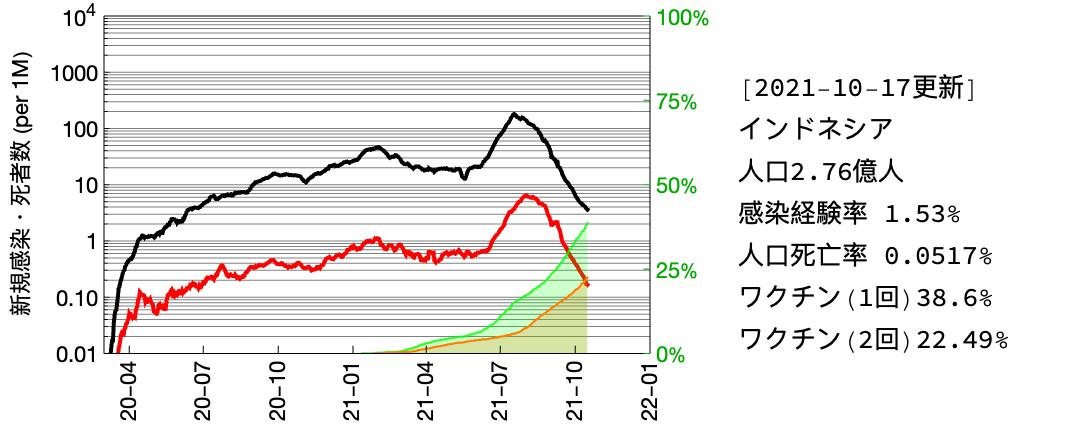 新規感染・死者数 (per 1M)
10^4
1000
100
10
1
0.10
0.01
100%
75%
50%
25%
0%
20-04
20-07
20-10
21-01
21-04
21-07
21-10
22-01
[2021-10-17更新]
インドネシア
人口2.76億人
感染経験率 1.53%
人口死亡率 0.0517%
ワクチン(1回)38.6%
ワクチン(2回)22.49%